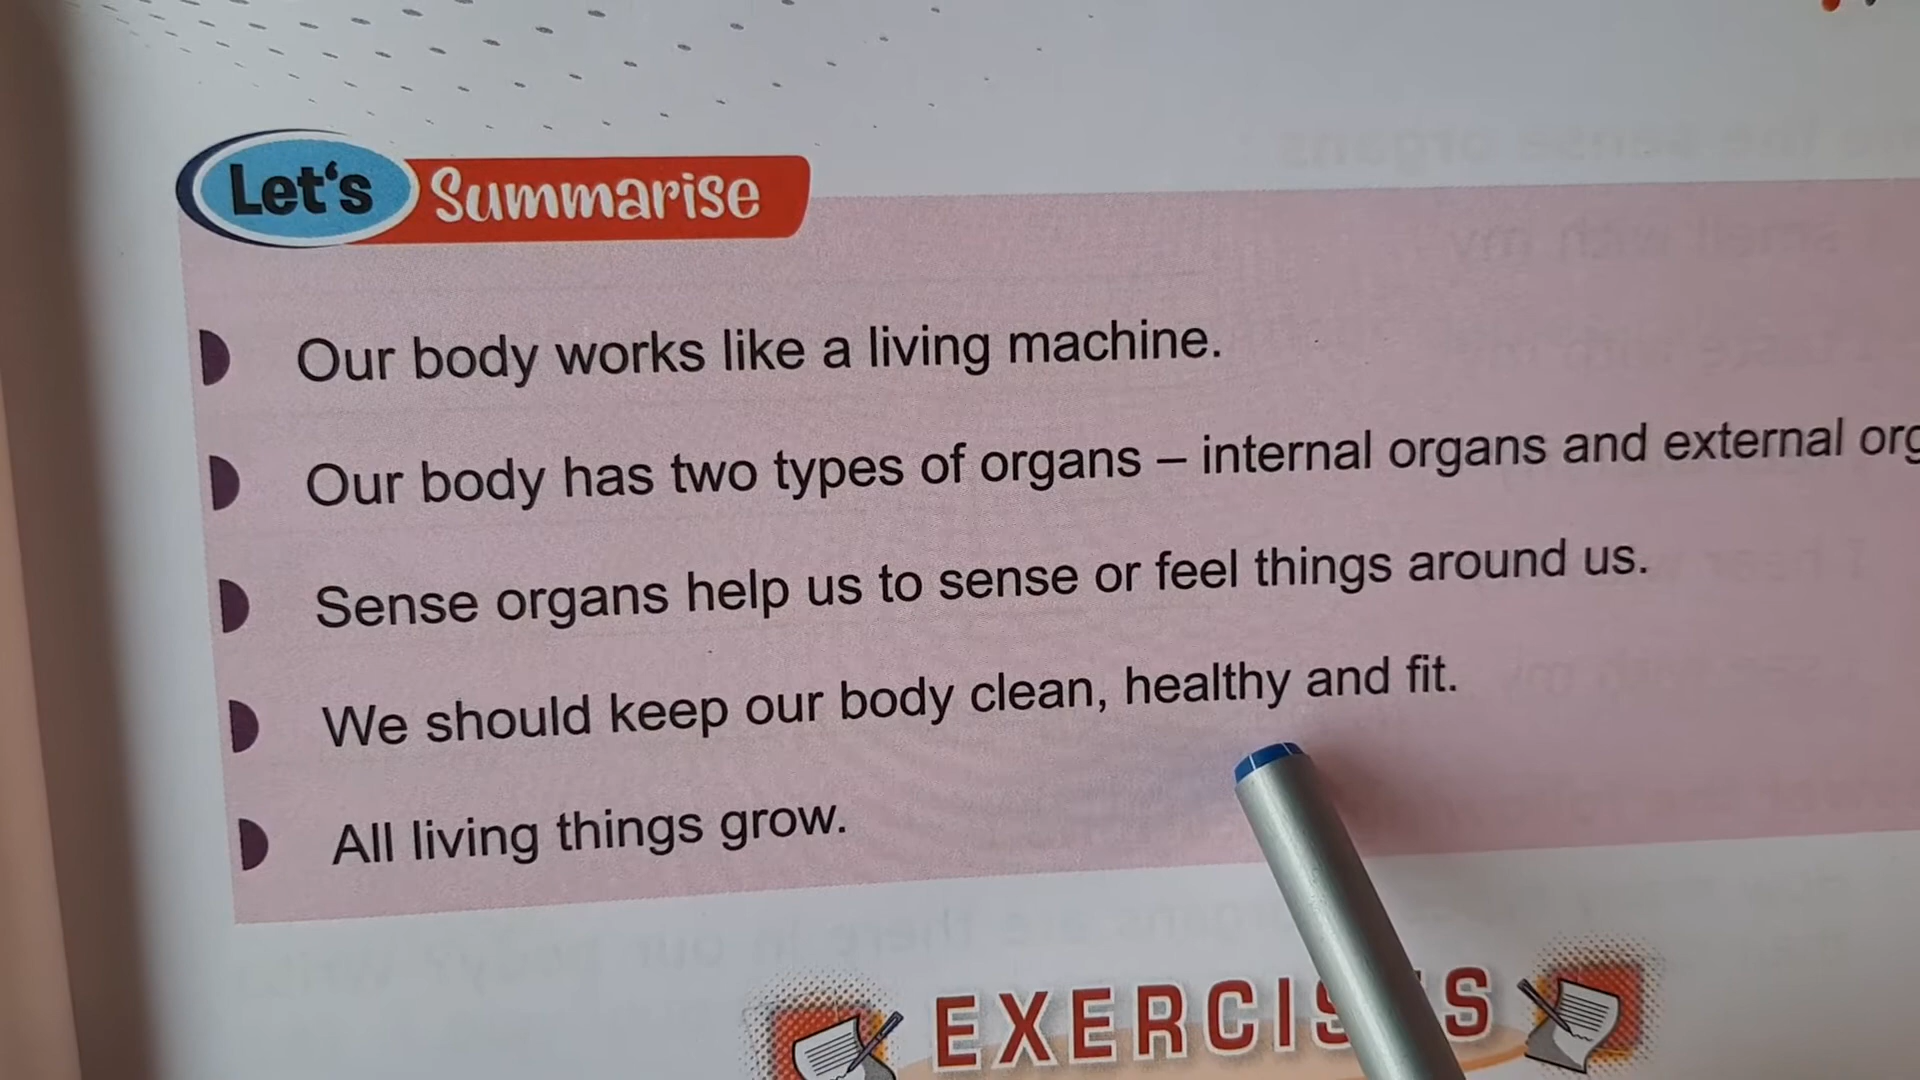 Let's Summarise
Our body works like a living machine.
Our body has two types of organs – internal organs and external org
Sense organs help us to sense or feel things around us.
We should keep our body clean, healthy and fit.
All living things grow.